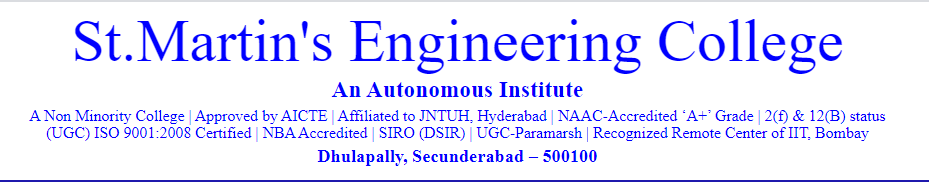 St.Martin's Engineering College
An Autonomous Institute
A Non Minority College | Approved by AICTE | Affiliated to JNTUH, Hyderabad | NAAC-Accredited ‘A+’ Grade | 2(f) & 12(B) status
(UGC) ISO 9001:2008 Certified | NBA Accredited | SIRO (DSIR) | UGC-Paramarsh | Recognized Remote Center of IIT, Bombay
Dhulapally, Secunderabad – 500100